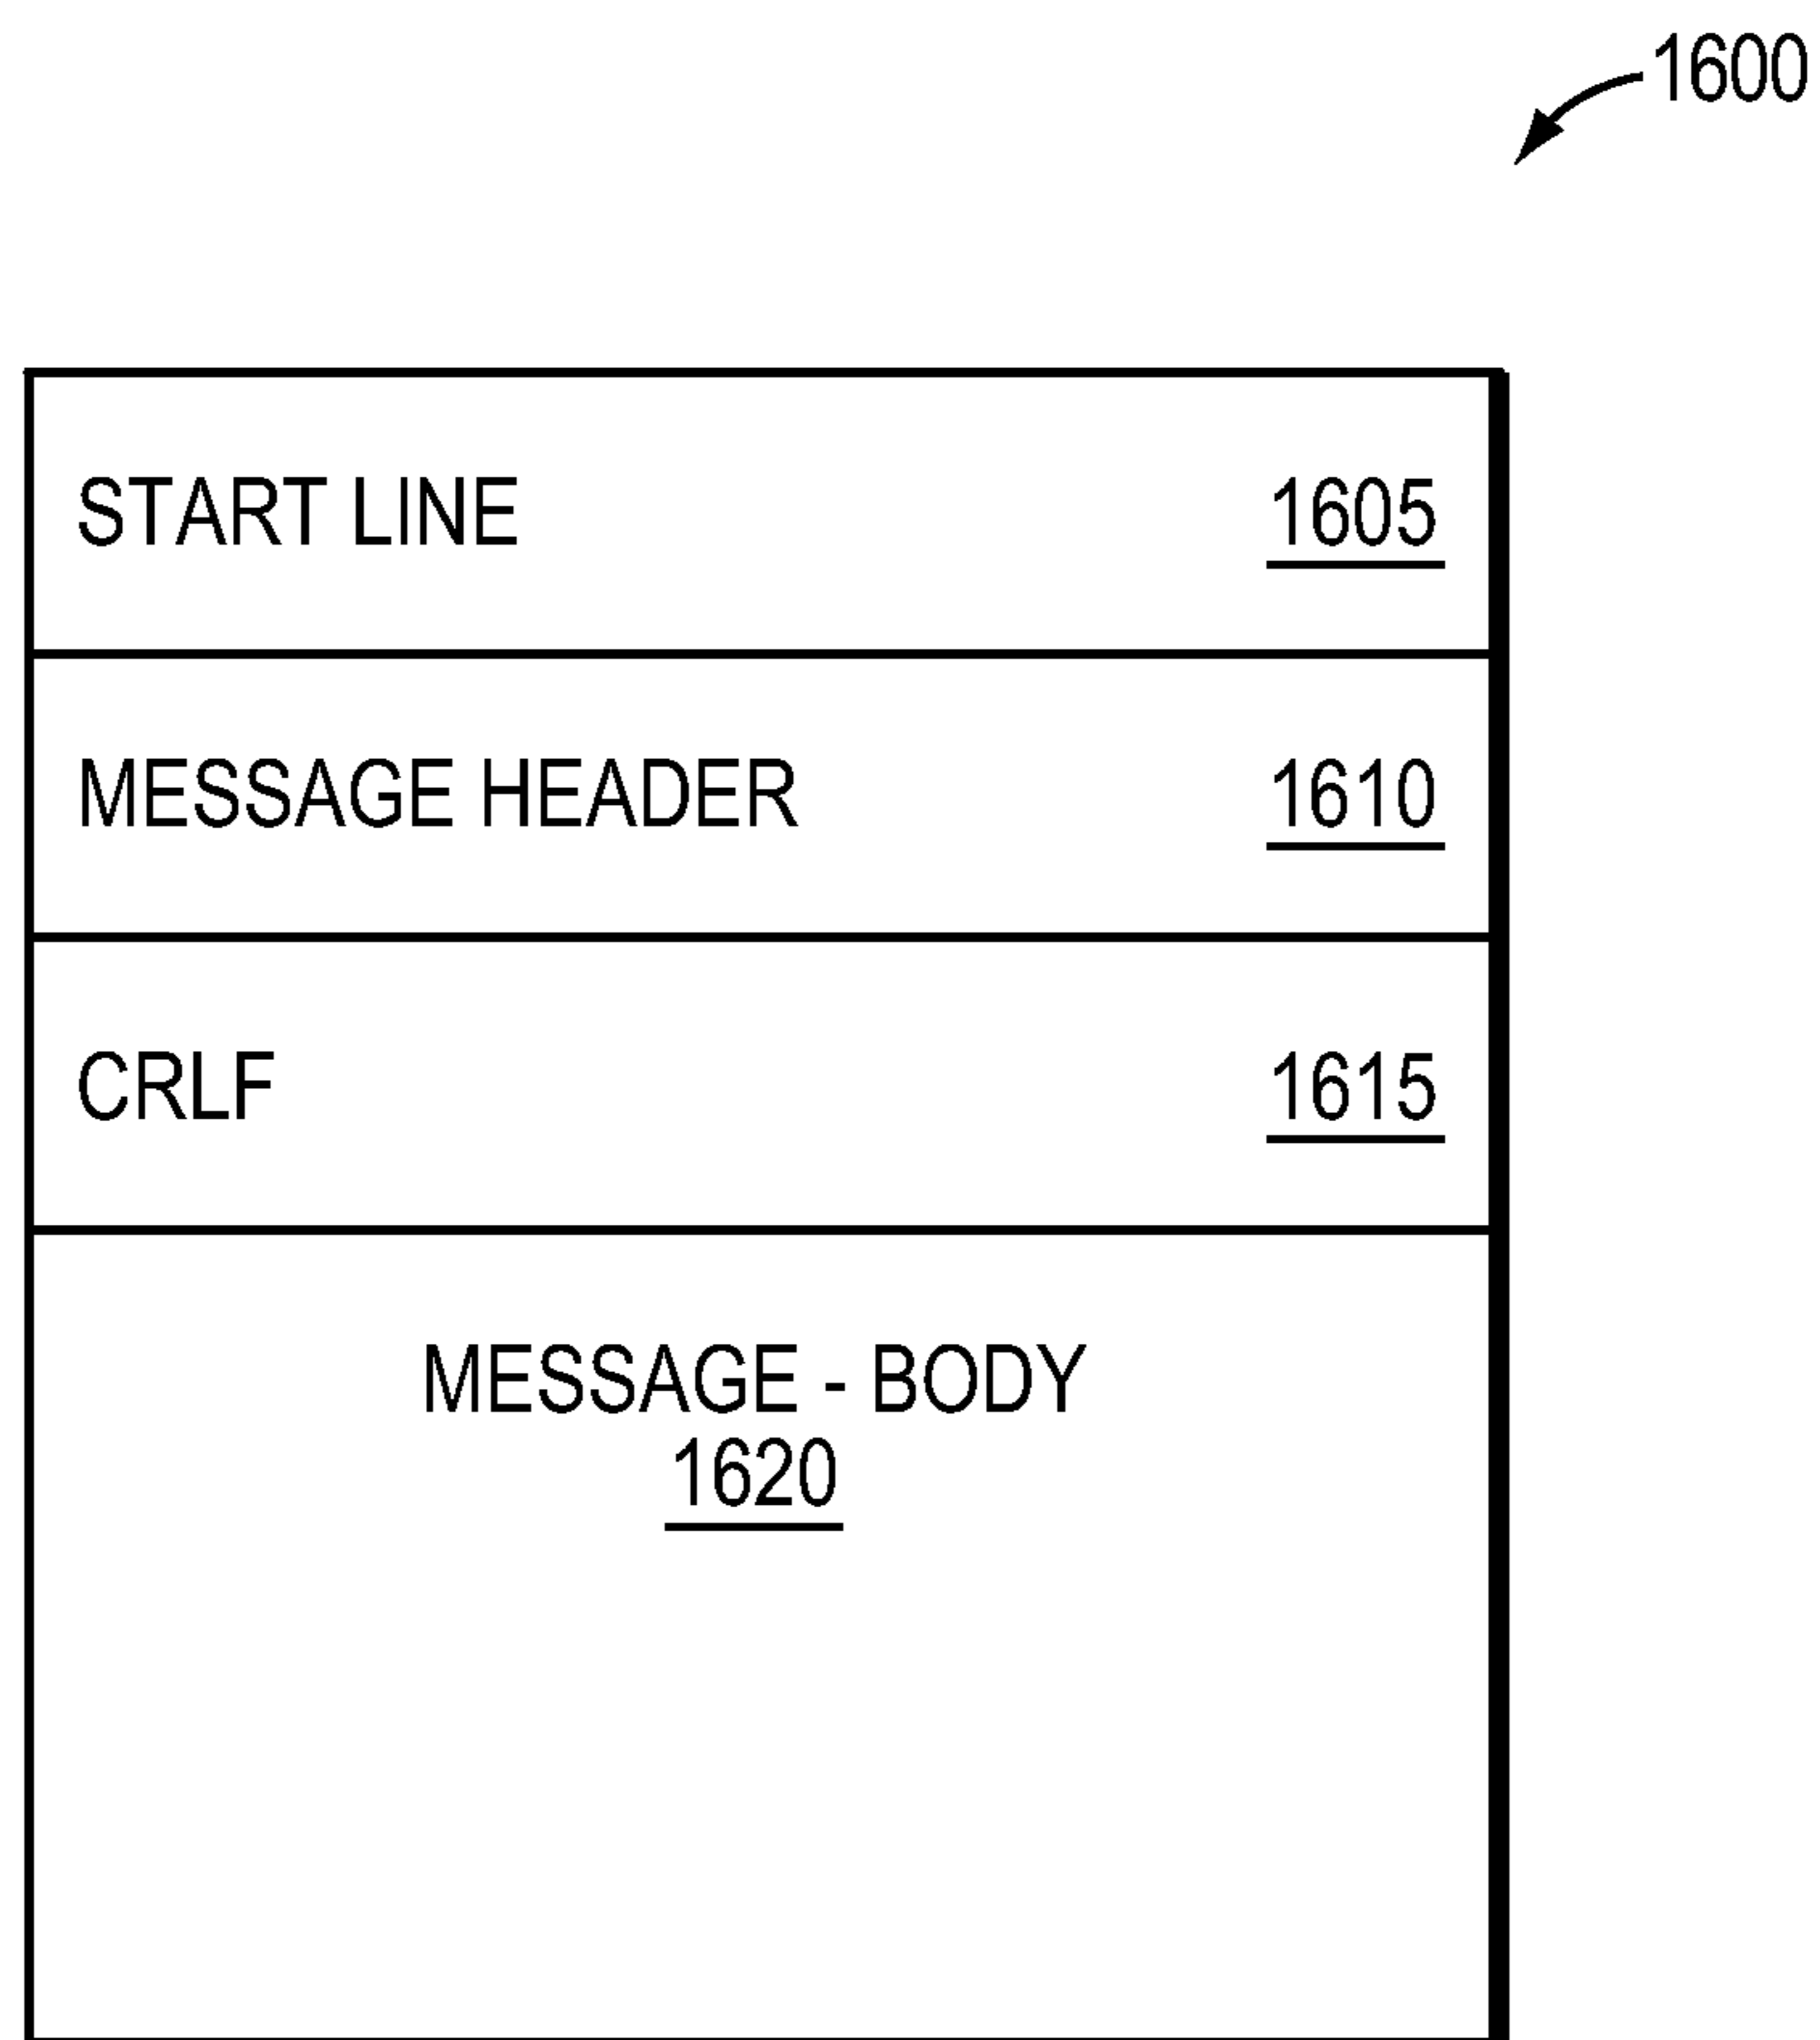 1600
START LINE 1605
MESSAGE HEADER 1610
CRLF 1615
MESSAGE - BODY
1620